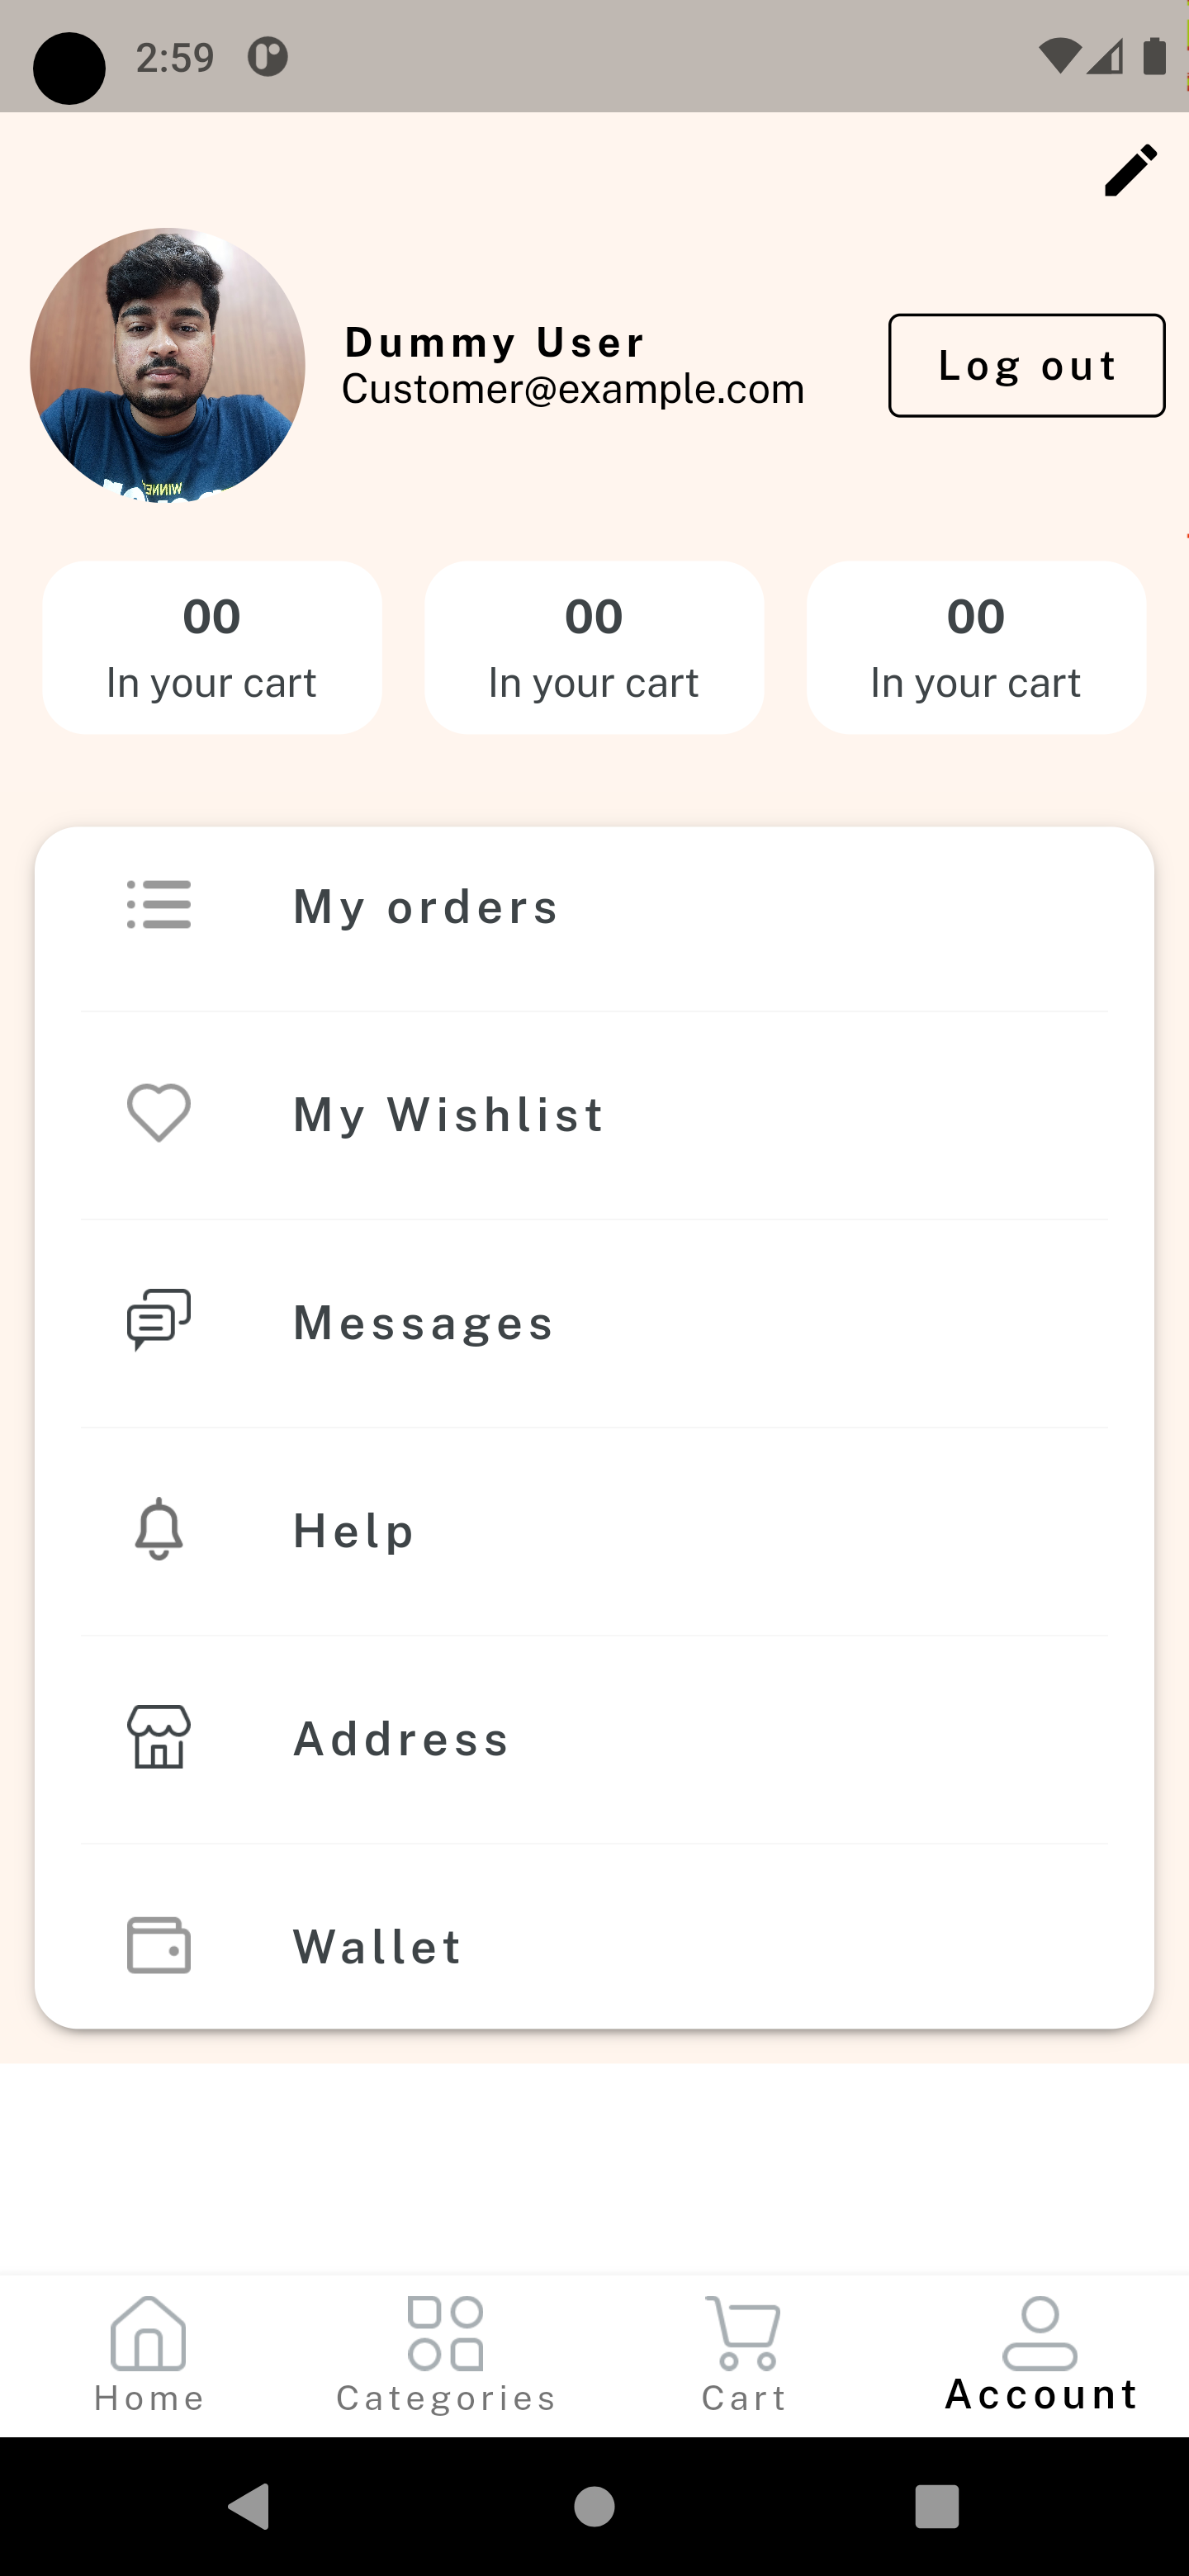 2:59
Dummy User
Customer@example.com
Log out
00 00 00
In your cart In your cart In your cart
My orders
My Wishlist
Messages
Help
Address
Wallet
Home Categories Cart Account